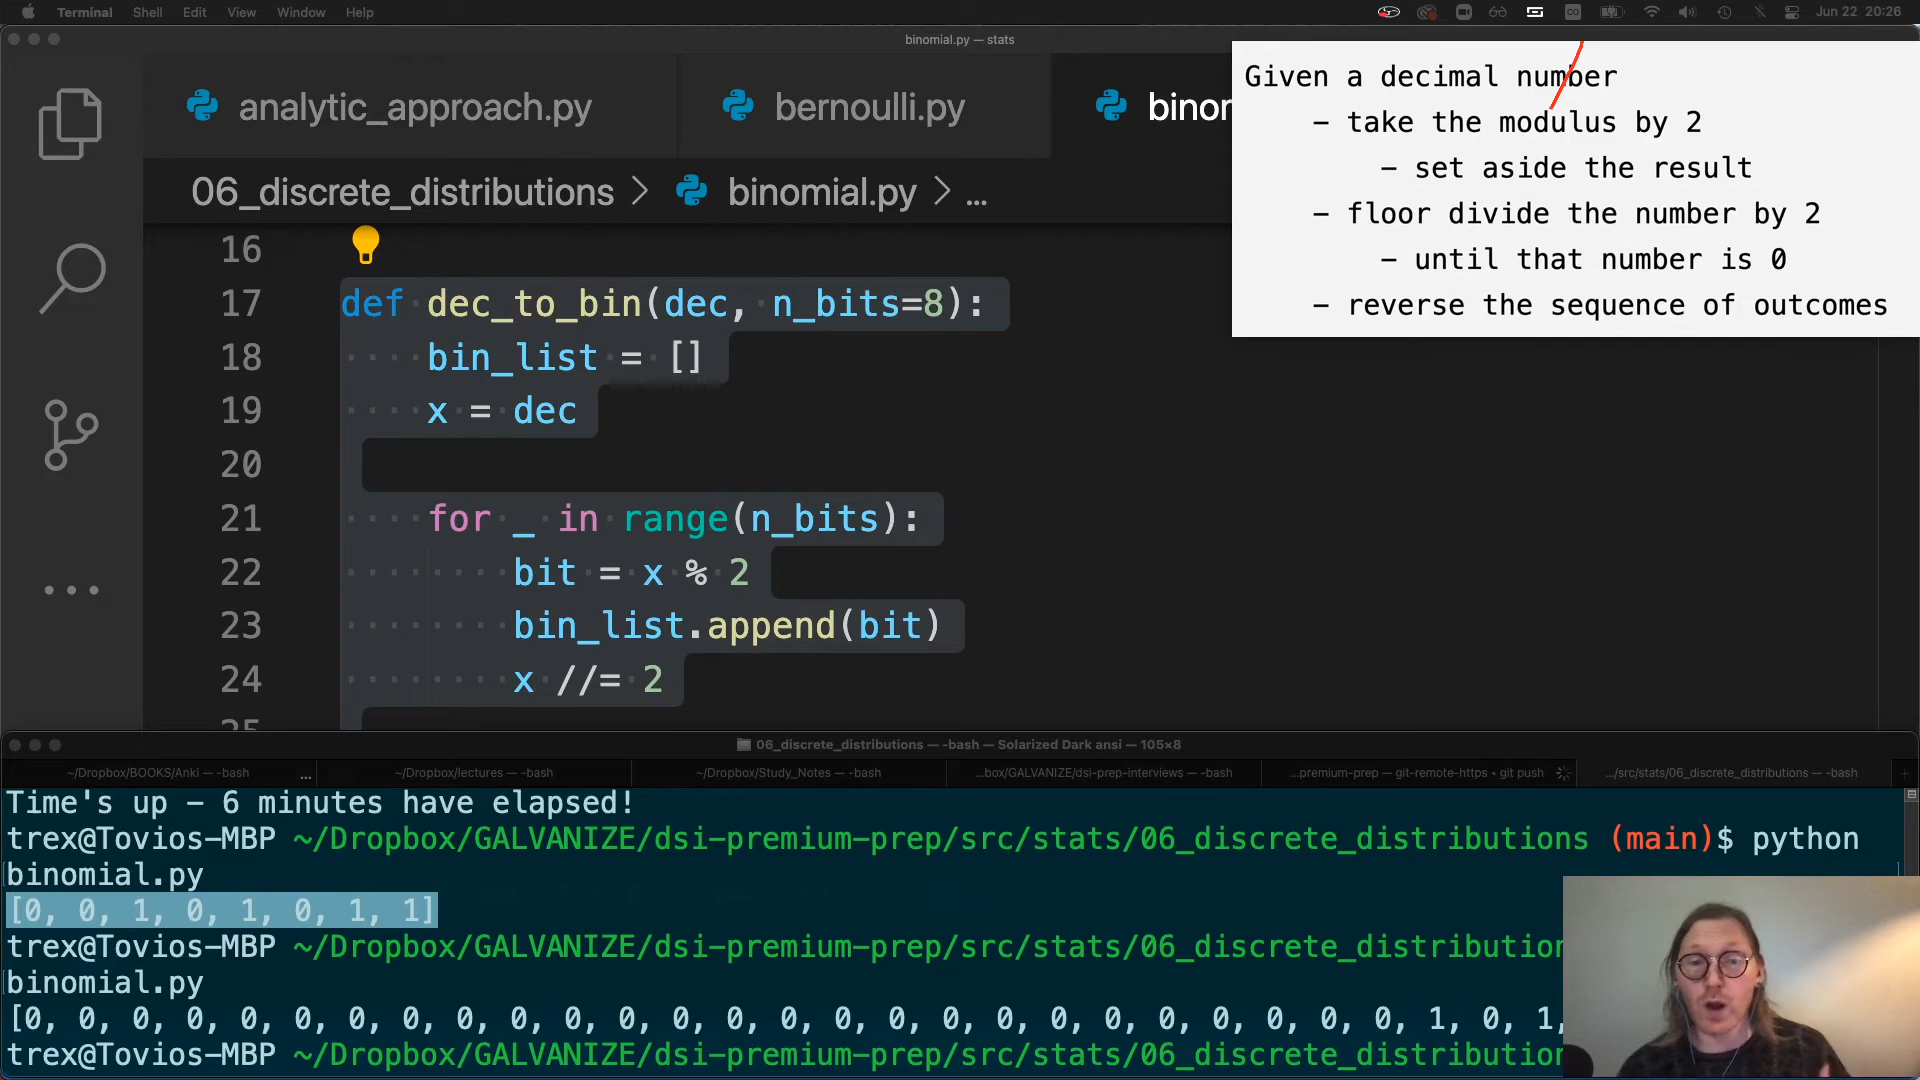 Terminal Shell Edit View Window Help Jun 22 20:26
binomial.py — stats
analytic_approach.py bernoulli.py binom
06_discrete_distributions > binomial.py > ...
Given a decimal number
– take the modulus by 2
– set aside the result
– floor divide the number by 2
– until that number is 0
– reverse the sequence of outcomes
16
17 def dec_to_bin(dec, n_bits=8):
18 bin_list = []
19 x = dec
20
21 for _ in range(n_bits):
22 bit = x % 2
23 bin_list.append(bit)
24 x //= 2
25
06_discrete_distributions — -bash — Solarized Dark ansi — 105×8
~/Dropbox/BOOKS/Anki — -bash ... ~/Dropbox/lectures — -bash ~/Dropbox/Study_Notes — -bash ...box/GALVANIZE/dsi-prep-interviews — -bash ...premium-prep — git-remote-https • git push .../src/stats/06_discrete_distributions — -bash
Time's up – 6 minutes have elapsed!
trex@Tovios-MBP ~/Dropbox/GALVANIZE/dsi-premium-prep/src/stats/06_discrete_distributions (main)$ python
binomial.py
[0, 0, 1, 0, 1, 0, 1, 1]
trex@Tovios-MBP ~/Dropbox/GALVANIZE/dsi-premium-prep/src/stats/06_discrete_distribution
binomial.py
[0, 0, 0, 0, 0, 0, 0, 0, 0, 0, 0, 0, 0, 0, 0, 0, 0, 0, 0, 0, 0, 0, 0, 0, 0, 0, 1, 0, 1,
trex@Tovios-MBP ~/Dropbox/GALVANIZE/dsi-premium-prep/src/stats/06_discrete_distribution